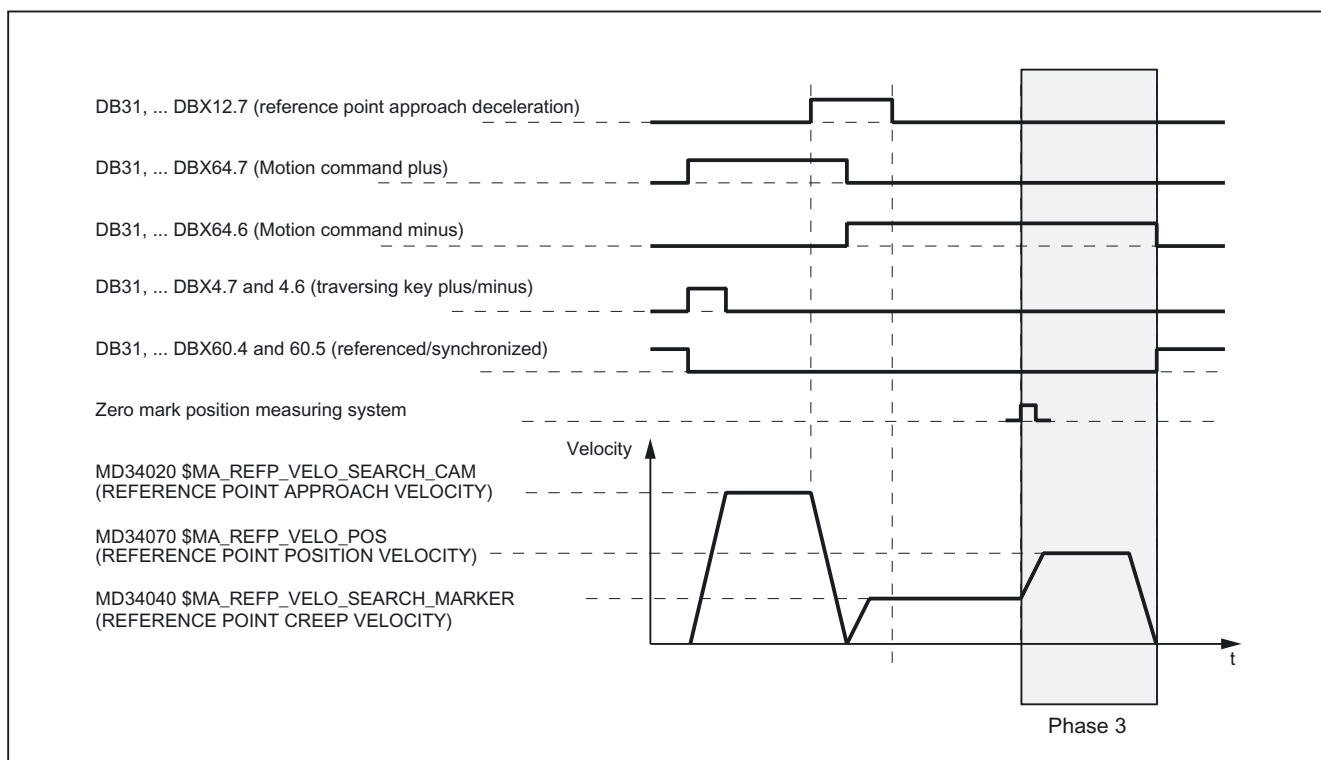 DB31, ... DBX12.7 (reference point approach deceleration)
DB31, ... DBX64.7 (Motion command plus)
DB31, ... DBX64.6 (Motion command minus)
DB31, ... DBX4.7 and 4.6 (traversing key plus/minus)
DB31, ... DBX60.4 and 60.5 (referenced/synchronized)
Zero mark position measuring system
Velocity
MD34020 $MA_REFP_VELO_SEARCH_CAM
(REFERENCE POINT APPROACH VELOCITY)
MD34070 $MA_REFP_VELO_POS
(REFERENCE POINT POSITION VELOCITY)
MD34040 $MA_REFP_VELO_SEARCH_MARKER
(REFERENCE POINT CREEP VELOCITY)
t
Phase 3